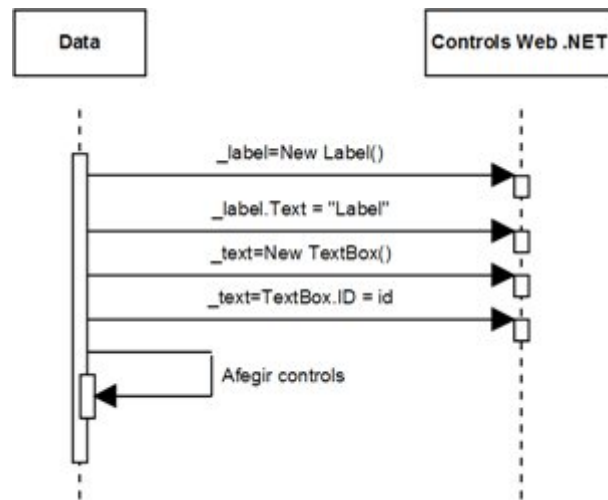 Data
Controls Web .NET
_label=New Label()
_label.Text = "Label"
_text=New TextBox()
_text=TextBox.ID = id
Afegir controls